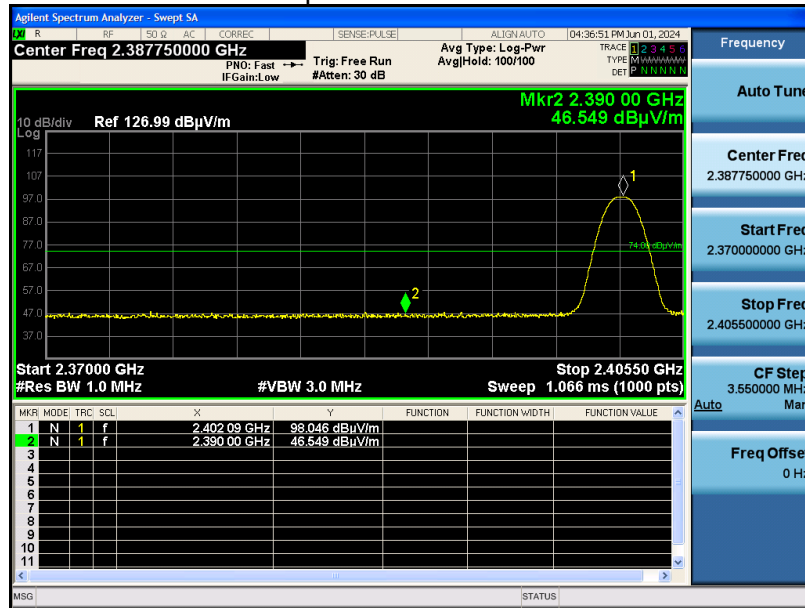 Agilent Spectrum Analyzer - Swept SA
LXI R RF 50 Ω AC CORREC SENSE:PULSE ALIGN AUTO 04:36:51 PM Jun 01, 2024
Center Freq 2.387750000 GHz
PNO: Fast
IFGain:Low
Trig: Free Run
#Atten: 30 dB
Avg Type: Log-Pwr
Avg|Hold: 100/100
TRACE 1 2 3 4 5 6
TYPE M
DET P N N N N N
Mkr2 2.390 00 GHz
46.549 dBµV/m
10 dB/div Ref 126.99 dBµV/m
Log
117
107
97.0
87.0
77.0
67.0
57.0
47.0
37.0
1
74.00 dBµV/m
2
Start 2.37000 GHz Stop 2.40550 GHz
#Res BW 1.0 MHz #VBW 3.0 MHz Sweep 1.066 ms (1000 pts)
MKR MODE TRC SCL X Y FUNCTION FUNCTION WIDTH FUNCTION VALUE
1 N 1 f 2.402 09 GHz 98.046 dBµV/m
2 N 1 f 2.390 00 GHz 46.549 dBµV/m
3
4
5
6
7
8
9
10
11
MSG STATUS
Frequency
Auto Tune
Center Freq
2.387750000 GHz
Start Freq
2.370000000 GHz
Stop Freq
2.405500000 GHz
CF Step
3.550000 MHz
Auto Man
Freq Offset
0 Hz